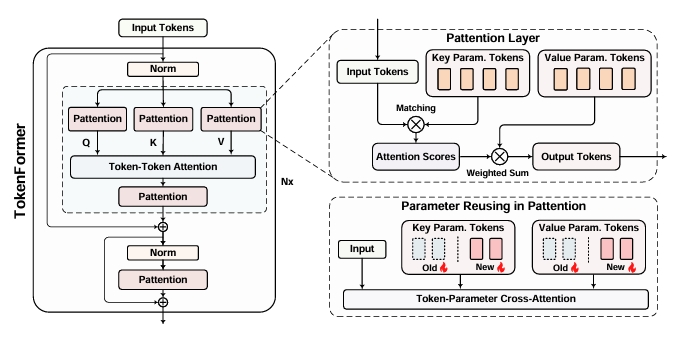 TokenFormer
Input Tokens
Norm
Pattention
Pattention
Pattention
Q
K
V
Token-Token Attention
Pattention
Nx
Norm
Pattention
Pattention Layer
Input Tokens
Key Param. Tokens
Value Param. Tokens
Matching
Attention Scores
Weighted Sum
Output Tokens
Parameter Reusing in Pattention
Input
Key Param. Tokens
Old
New
Value Param. Tokens
Old
New
Token-Parameter Cross-Attention